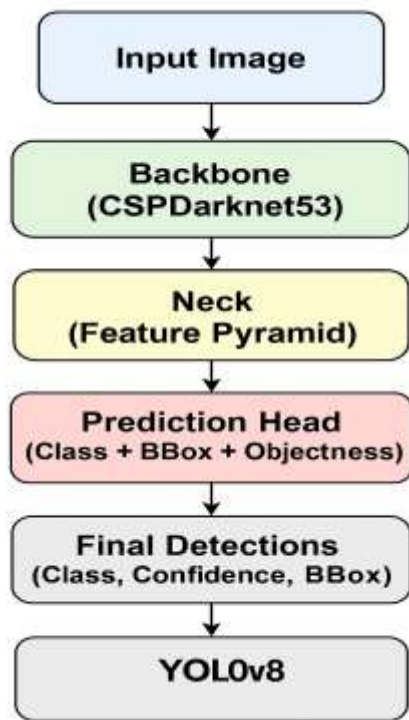 Input Image
Backbone
(CSPDarknet53)
Neck
(Feature Pyramid)
Prediction Head
(Class + BBox + Objectness)
Final Detections
(Class, Confidence, BBox)
YOL0v8